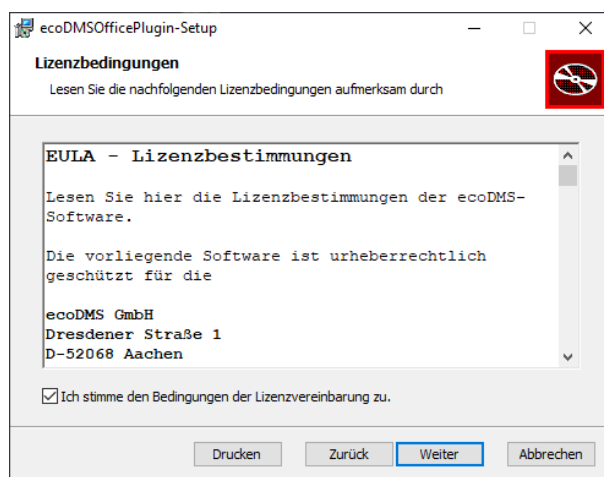 ecoDMSOfficePlugin-Setup
Lizenzbedingungen
Lesen Sie die nachfolgenden Lizenzbedingungen aufmerksam durch
EULA - Lizenzbestimmungen
Lesen Sie hier die Lizenzbestimmungen der ecoDMS-
Software.
Die vorliegende Software ist urheberrechtlich
geschützt für die
ecoDMS GmbH
Dresdener Straße 1
D-52068 Aachen
Ich stimme den Bedingungen der Lizenzvereinbarung zu.
Drucken Zurück Weiter Abbrechen